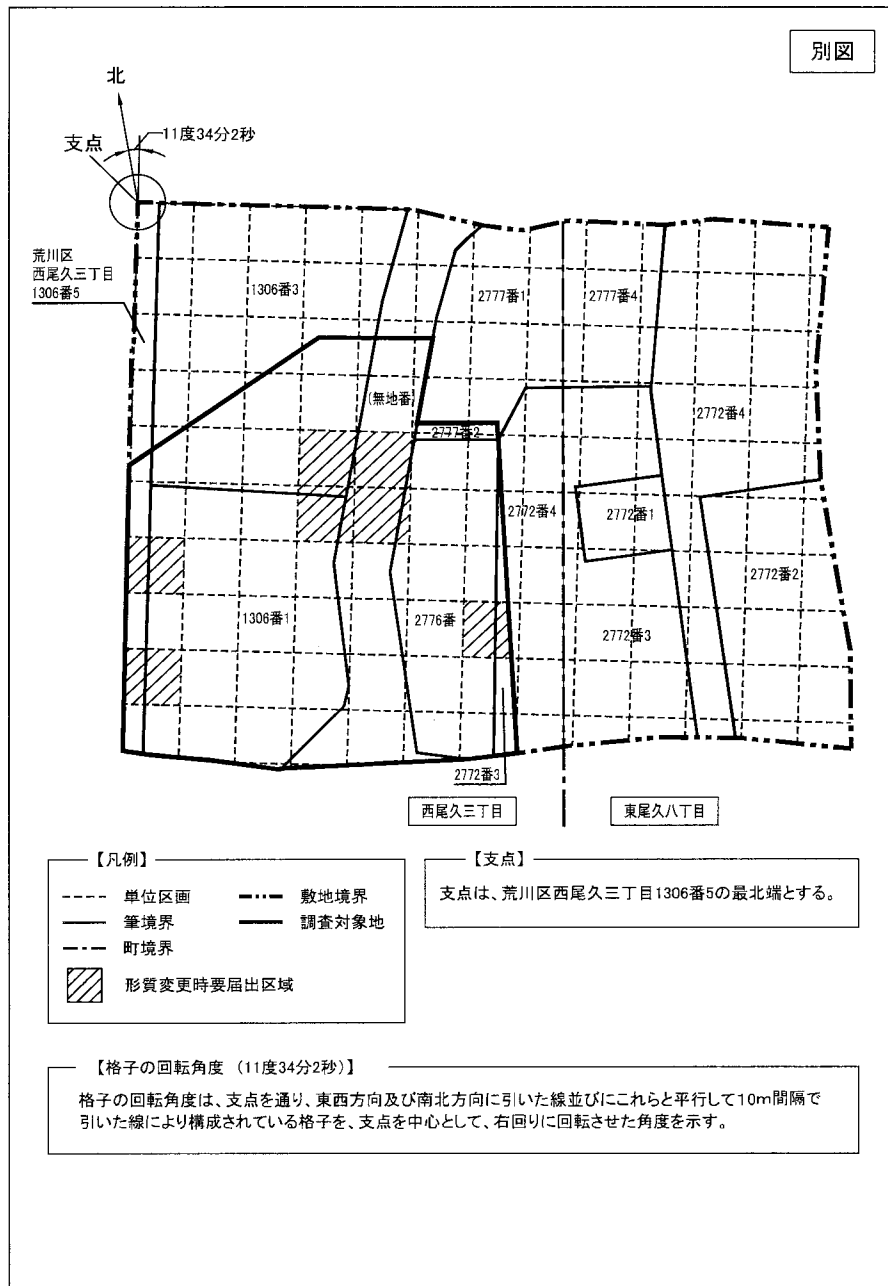 別図
北
11度34分2秒
支点
荒川区
西尾久三丁目
1306番5
1306番3
2777番1
2777番4
(無地番)
2772番4
2777番2
2772番4
2772番1
2772番2
1306番1
2776番
2772番3
2772番3
西尾久三丁目
東尾久八丁目
【凡例】
単位区画
敷地境界
筆境界
調査対象地
町境界
形質変更時要届出区域
【支点】
支点は、荒川区西尾久三丁目1306番5の最北端とする。
【格子の回転角度 (11度34分2秒)】
格子の回転角度は、支点を通り、東西方向及び南北方向に引いた線並びにこれらと平行して10m間隔で
引いた線により構成されている格子を、支点を中心として、右回りに回転させた角度を示す。